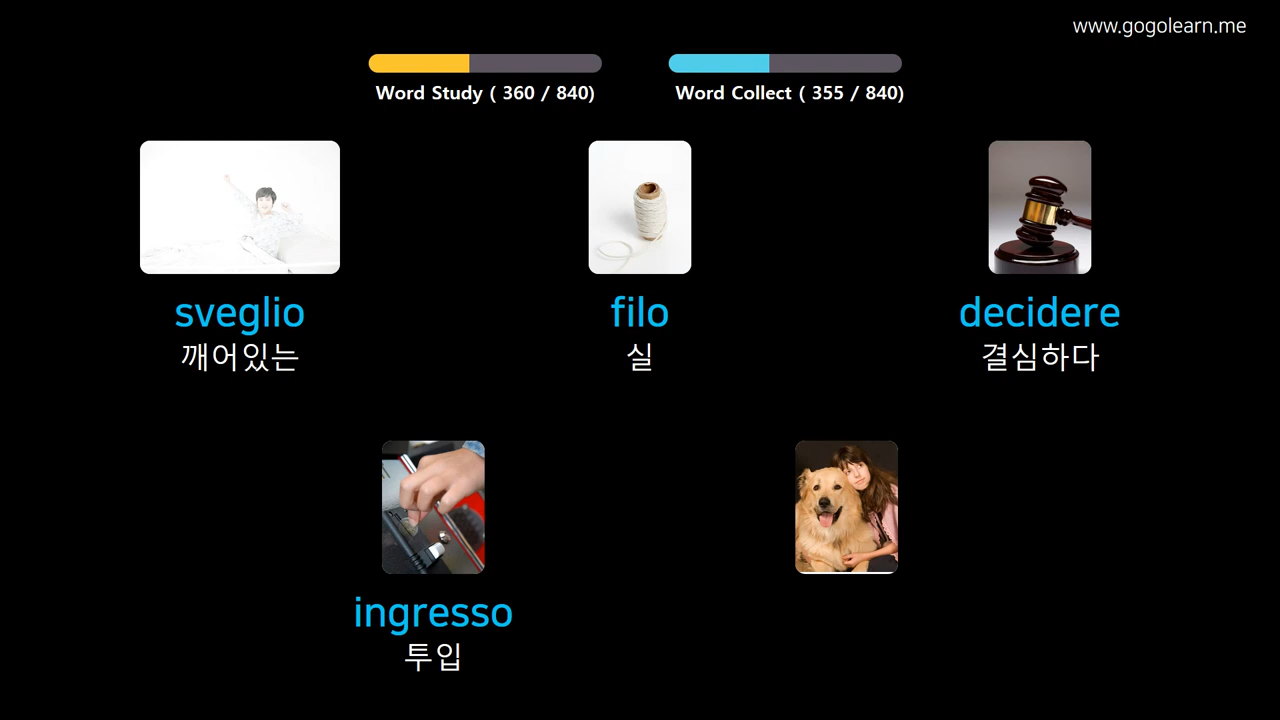 www.gogolearn.me
Word Study ( 360 / 840)
Word Collect ( 355 / 840)
sveglio
깨어있는
filo
실
decidere
결심하다
ingresso
투입